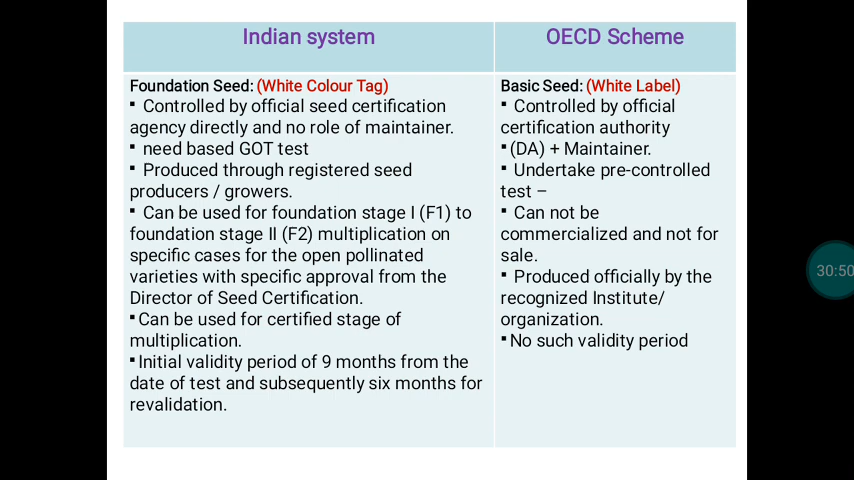 Indian system
OECD Scheme
Foundation Seed: (White Colour Tag)
▪ Controlled by official seed certification
agency directly and no role of maintainer.
▪ need based GOT test
▪ Produced through registered seed
producers / growers.
▪ Can be used for foundation stage I (F1) to
foundation stage II (F2) multiplication on
specific cases for the open pollinated
varieties with specific approval from the
Director of Seed Certification.
▪Can be used for certified stage of
multiplication.
▪Initial validity period of 9 months from the
date of test and subsequently six months for
revalidation.
Basic Seed: (White Label)
▪ Controlled by official
certification authority
▪(DA) + Maintainer.
▪ Undertake pre-controlled
test –
▪ Can not be
commercialized and not for
sale.
▪ Produced officially by the
recognized Institute/
organization.
▪No such validity period
30:50